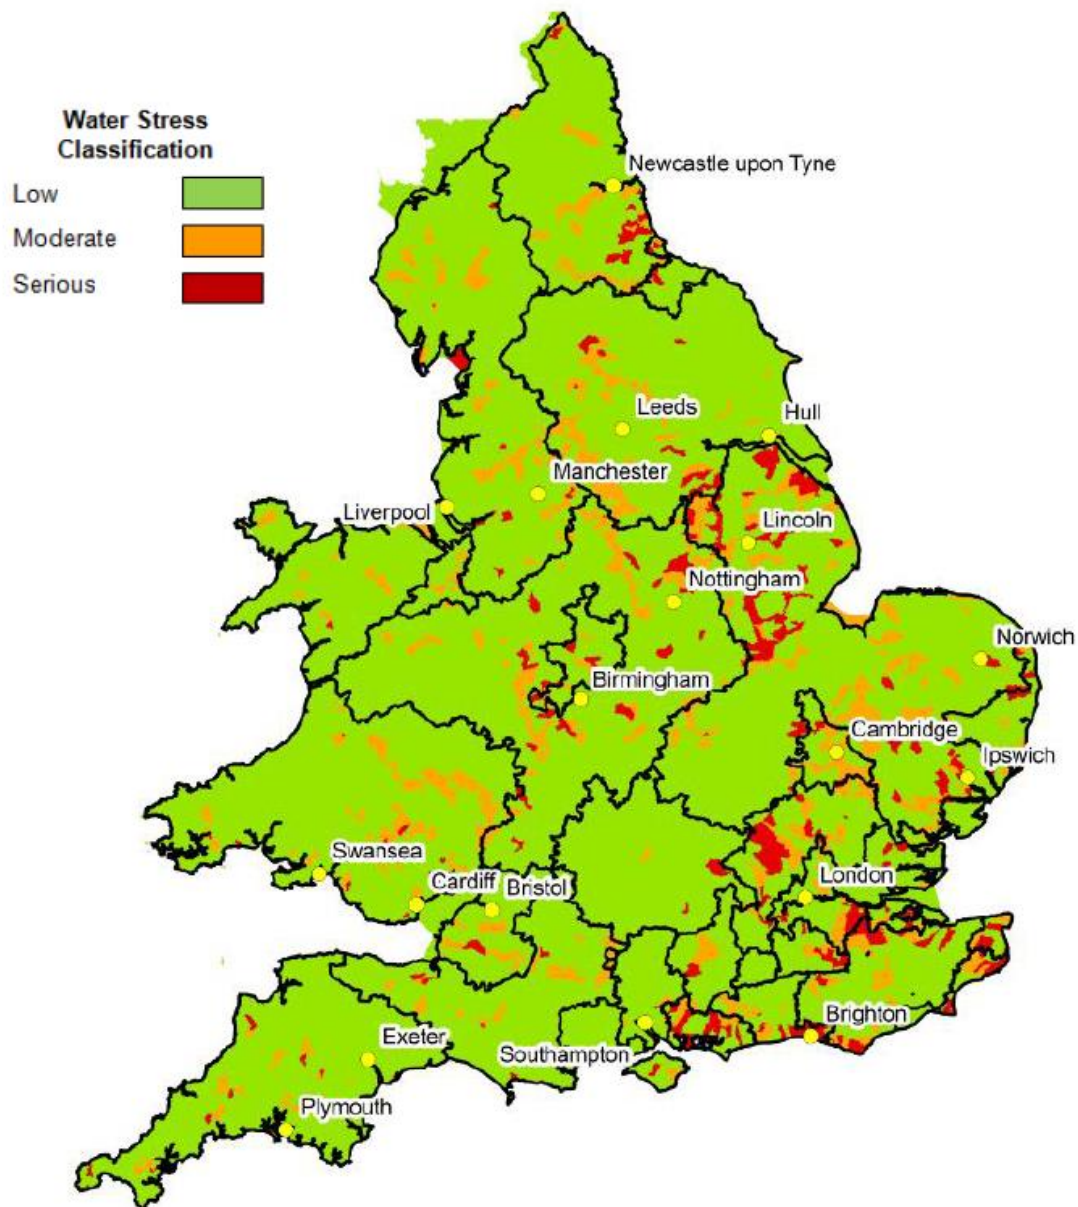 Water Stress
Classification
Low
Moderate
Serious
Newcastle upon Tyne
Leeds
Hull
Manchester
Liverpool
Lincoln
Nottingham
Norwich
Birmingham
Cambridge
Ipswich
Swansea
Cardiff
Bristol
London
Brighton
Exeter
Southampton
Plymouth